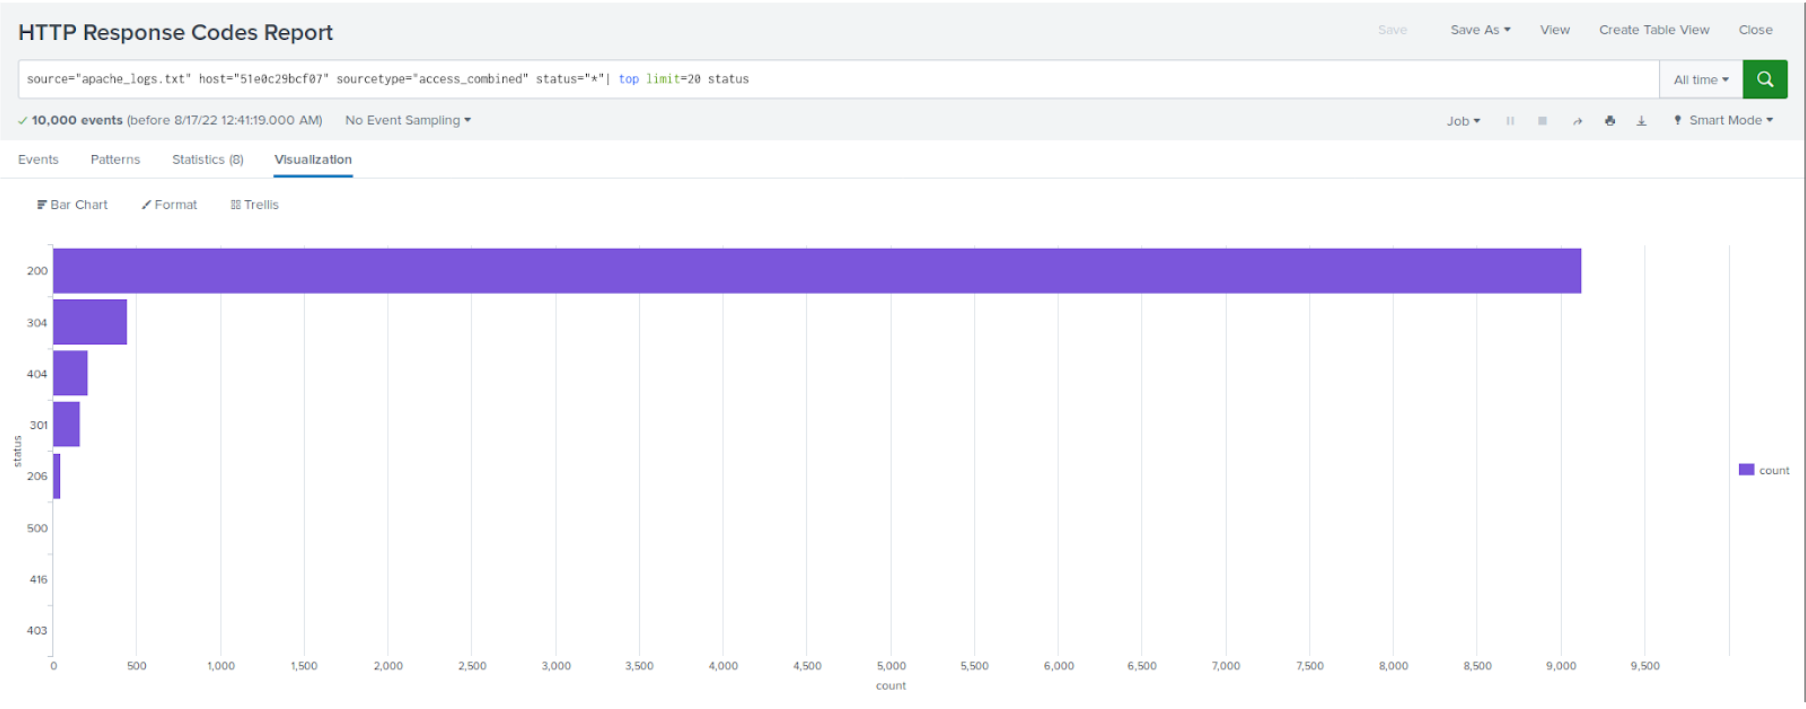 HTTP Response Codes Report
Save Save As View Create Table View Close
source="apache_logs.txt" host="51e0c29bcf07" sourcetype="access_combined" status="*"| top limit=20 status
All time
10,000 events (before 8/17/22 12:41:19.000 AM) No Event Sampling
Job Smart Mode
Events Patterns Statistics (8) Visualization
Bar Chart Format Trellis
200
304
404
301
206
500
416
403
status
count
0 500 1,000 1,500 2,000 2,500 3,000 3,500 4,000 4,500 5,000 5,500 6,000 6,500 7,000 7,500 8,000 8,500 9,000 9,500
count